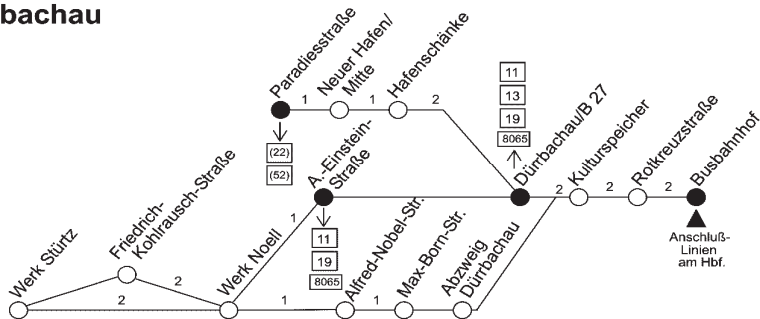 bachau
Paradiesstraße
Neuer Hafen/
Mitte
Hafenschänke
1
1
2
(22)
(52)
11
13
19
8065
Dürrbachau/B 27
Kulturspeicher
Rotkreuzstraße
Busbahnhof
2
2
2
Anschluß-
Linien
am Hbf.
A.-Einstein-
Straße
1
11
19
8065
Werk Stürtz
Friedrich-
Kohlrausch-Straße
Werk Noell
Alfred-Nobel-Str.
Max-Born-Str.
Abzweig
Dürrbachau
2
2
1
1